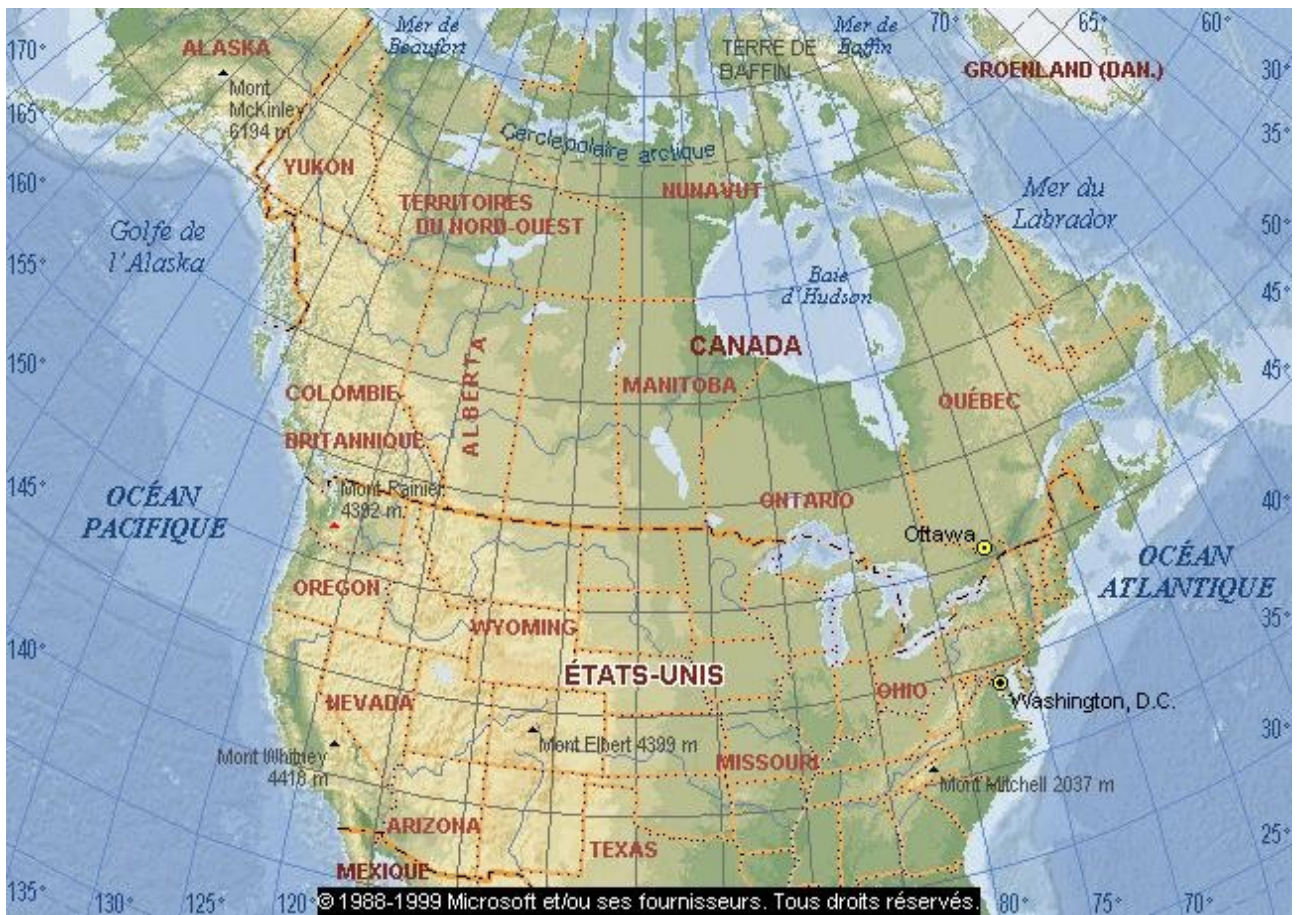 Mer de
Beaufort
Mer de
Baffin
70°
65°
60°
170°
ALASKA
TERRE DE
BAFFIN
GROENLAND (DAN.)
30°
Mont
McKinley
6194 m
165°
Cercle polaire arctique
35°
YUKON
160°
TERRITOIRES
DU NORD-OUEST
NUNAVUT
Mer du
Labrador
50°
Golfe de
l'Alaska
155°
Baie
d'Hudson
45°
150°
ALBERTA
CANADA
45°
COLOMBIE
BRITANNIQUE
MANITOBA
QUÉBEC
145°
OCÉAN
PACIFIQUE
Mont Rainier
4392 m
ONTARIO
40°
Ottawa
OCÉAN
ATLANTIQUE
OREGON
35°
140°
WYOMING
ÉTATS-UNIS
NEVADA
OHIO
Washington, D.C.
30°
Mont Whitney
4418 m
Mont Elbert 4399 m
MISSOURI
Mont Mitchell 2037 m
ARIZONA
TEXAS
25°
MEXIQUE
135°
130°
125°
120°
© 1988-1999 Microsoft et/ou ses fournisseurs. Tous droits réservés.
80°
75°
70°